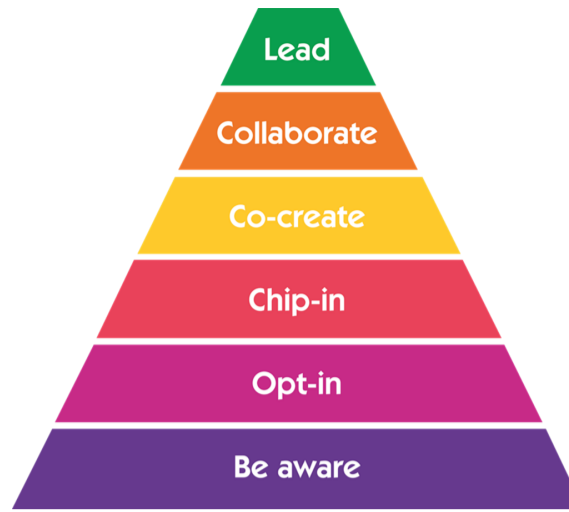 Lead
Collaborate
Co-create
Chip-in
Opt-in
Be aware